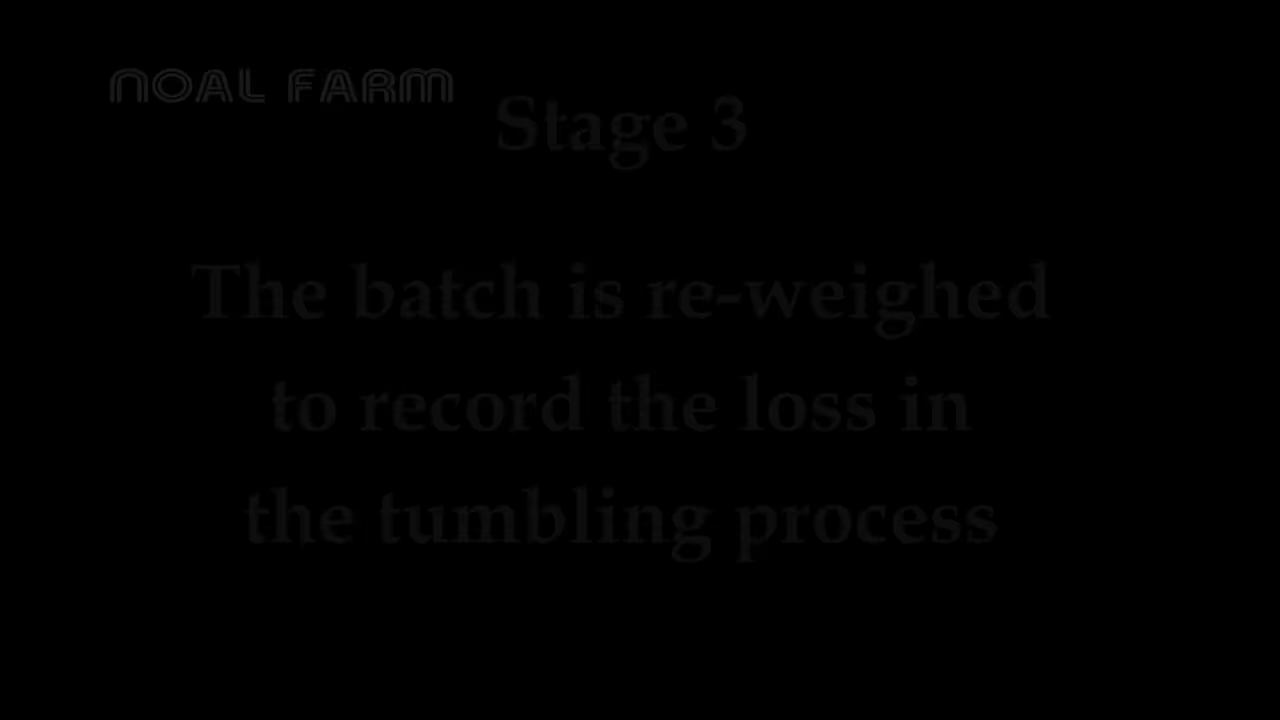 NOAL FARM
Stage 3
The batch is re-weighed
to record the loss in
the tumbling process